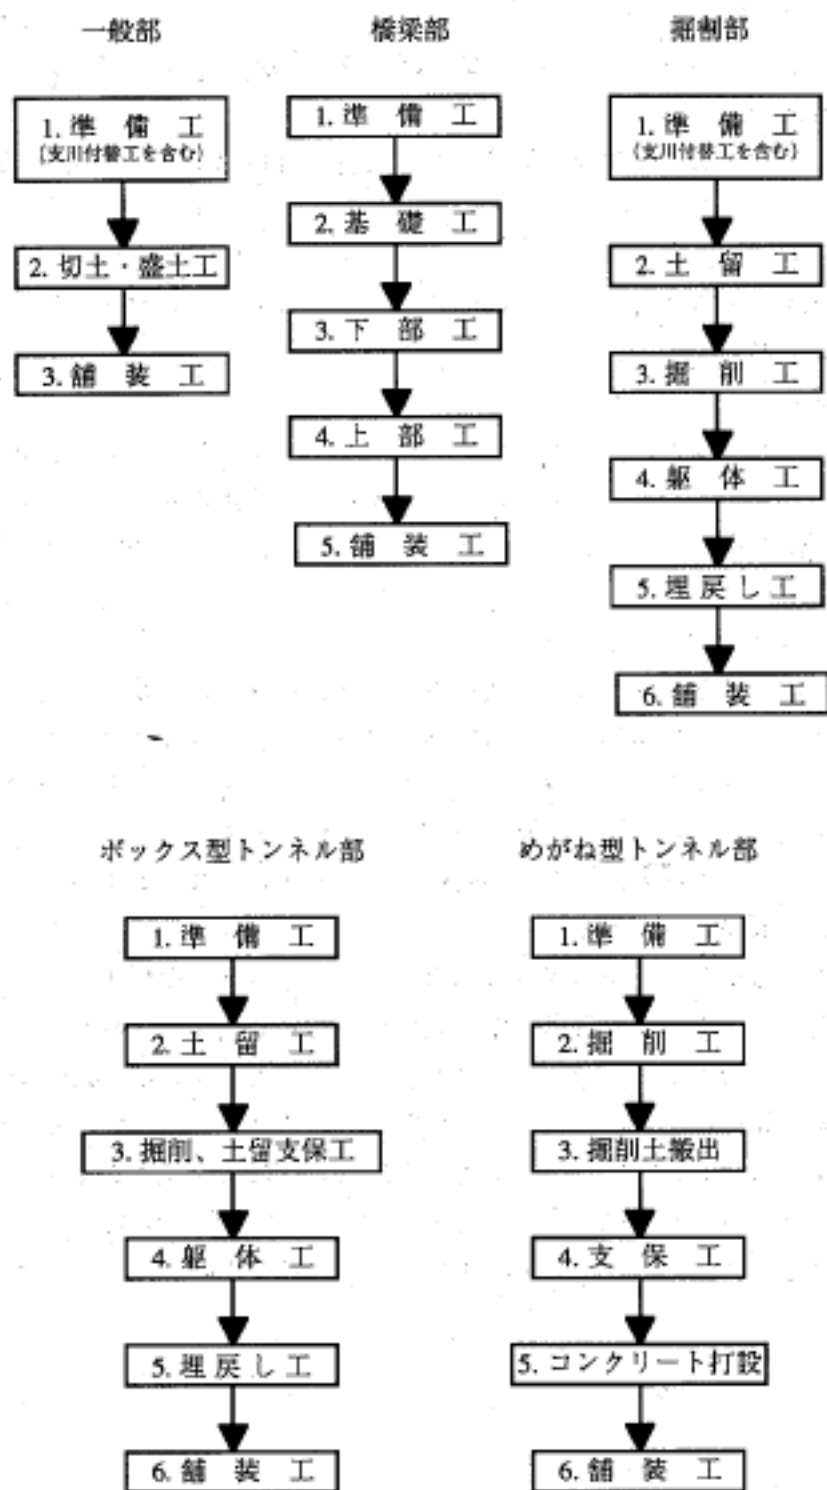 一般部
1. 準備工
(支川付替工を含む)
2. 切土・盛土工
3. 舗装工
橋梁部
1. 準備工
2. 基礎工
3. 下部工
4. 上部工
5. 舗装工
掘割部
1. 準備工
(支川付替工を含む)
2. 土留工
3. 掘削工
4. 躯体工
5. 埋戻し工
6. 舗装工
ボックス型トンネル部
1. 準備工
2. 土留工
3. 掘削、土留支保工
4. 躯体工
5. 埋戻し工
6. 舗装工
めがね型トンネル部
1. 準備工
2. 掘削工
3. 掘削土搬出
4. 支保工
5. コンクリート打設
6. 舗装工